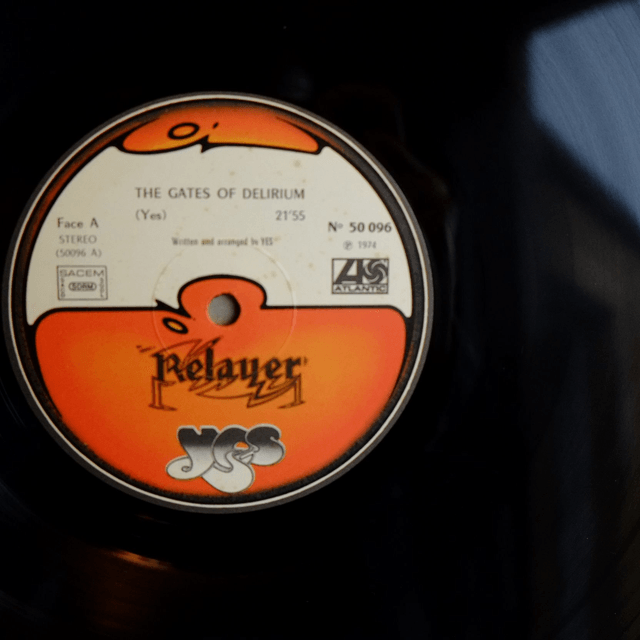 THE GATES OF DELIRIUM
(Yes) 21'55
Face A
STEREO
(50096-A)
Written and arranged by YES
Nº 50 096
℗ 1974
SACEM
SDRM
ATLANTIC
Relayer
YES